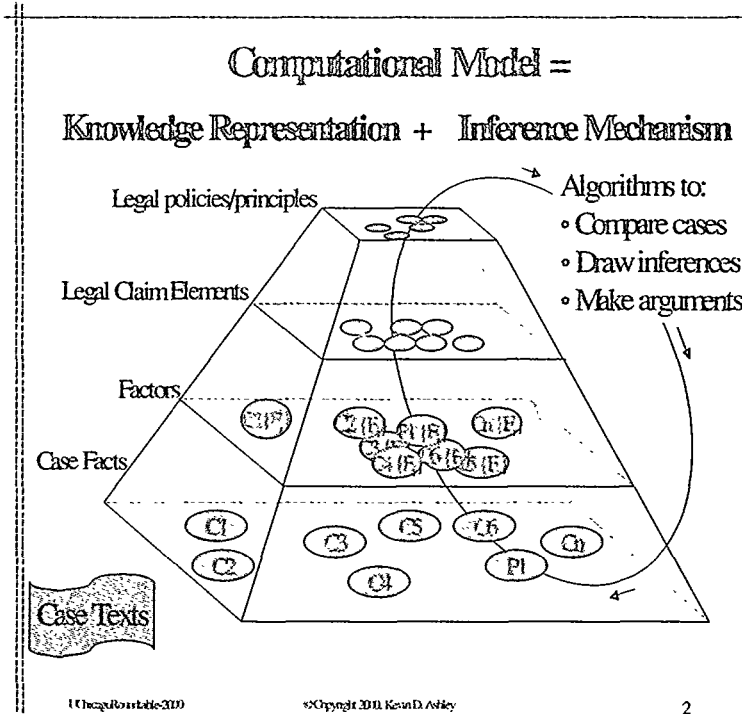 Computational Model =
Knowledge Representation + Inference Mechanism
Legal policies/principles
Algorithms to:
∘ Compare cases
∘ Draw inferences
∘ Make arguments
Legal Claim Elements
Factors
Case Facts
C1
C2
C3
C4
C5
C6
Cn
P1
Case Texts
©Copyright 2010, Kevin D. Ashley
2